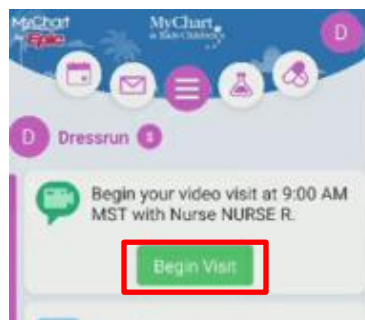 MyChart
by Epic
MyChart
D
D Dressrun
Begin your video visit at 9:00 AM
MST with Nurse NURSE R.
Begin Visit